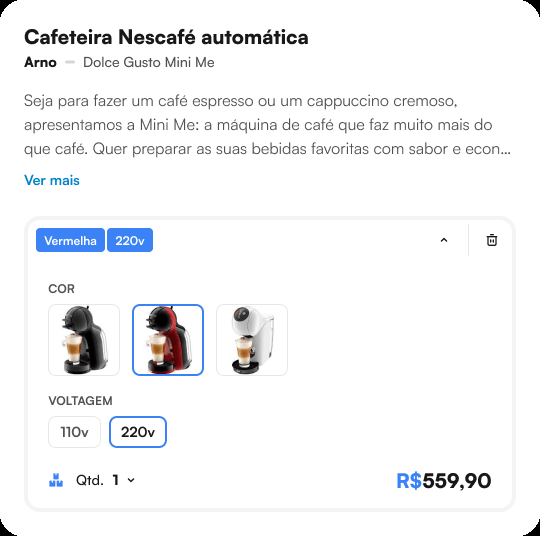 Cafeteira Nescafé automática
Arno – Dolce Gusto Mini Me
Seja para fazer um café espresso ou um cappuccino cremoso,
apresentamos a Mini Me: a máquina de café que faz muito mais do
que café. Quer preparar as suas bebidas favoritas com sabor e econ...
Ver mais
Vermelha 220v
COR
VOLTAGEM
110v 220v
Qtd. 1 R$559,90